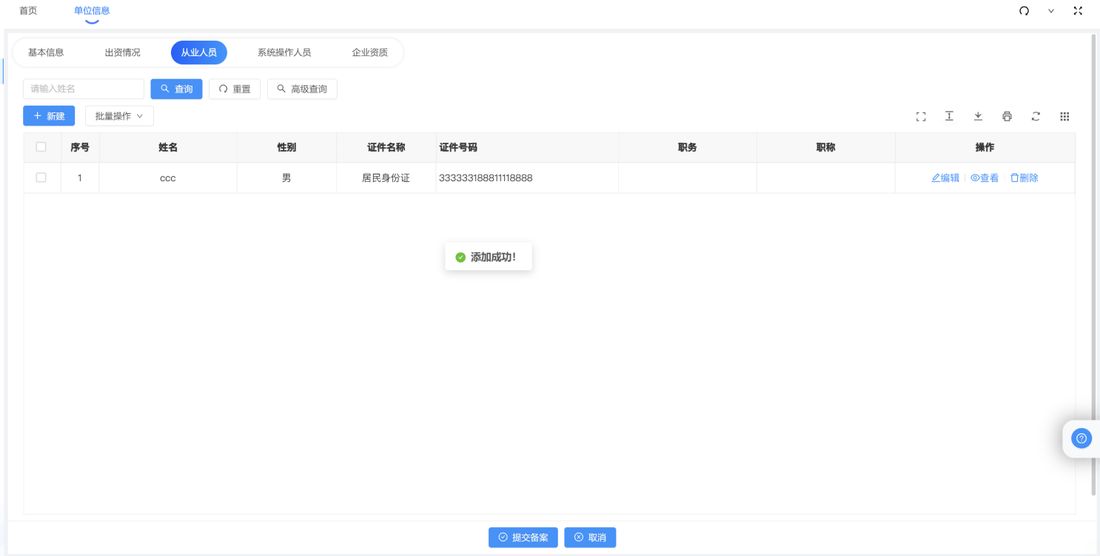 首页 单位信息
基本信息 出资情况 从业人员 系统操作人员 企业资质
请输入姓名 查询 重置 高级查询
新建 批量操作
序号 姓名 性别 证件名称 证件号码 职务 职称 操作
1 ccc 男 居民身份证 333333188811118888 编辑 查看 删除
添加成功!
提交备案 取消